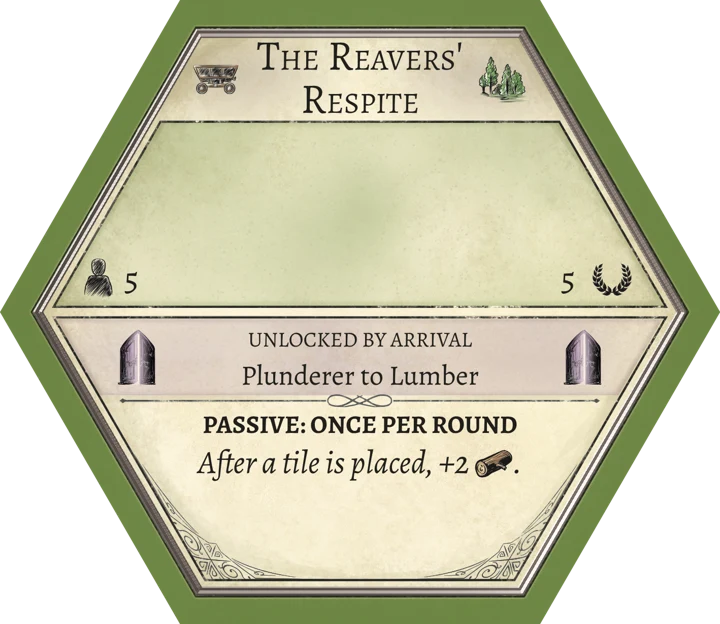 THE REAVERS'
RESPITE
5
5
UNLOCKED BY ARRIVAL
Plunderer to Lumber
PASSIVE: ONCE PER ROUND
After a tile is placed, +2 .